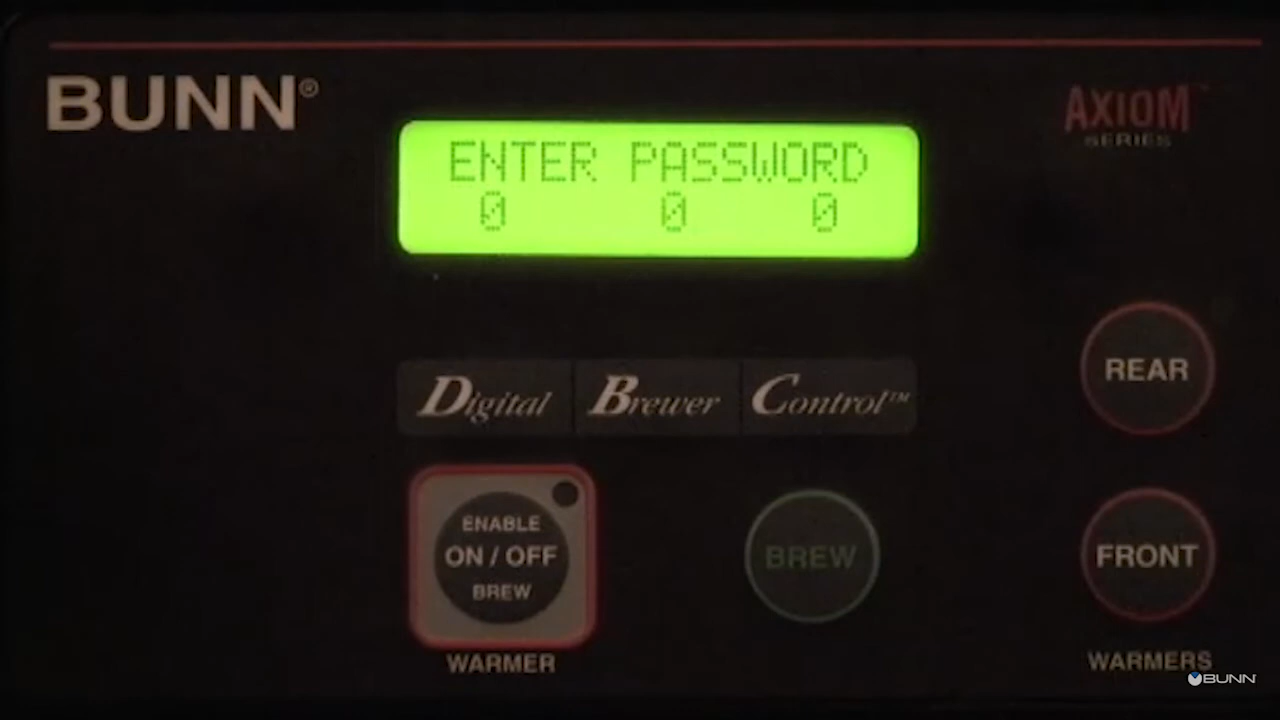 BUNN®
AXIOM™
SERIES
ENTER PASSWORD
0 0 0
Digital Brewer Control™
REAR
ENABLE
ON / OFF
BREW
BREW
FRONT
WARMER
WARMERS
BUNN